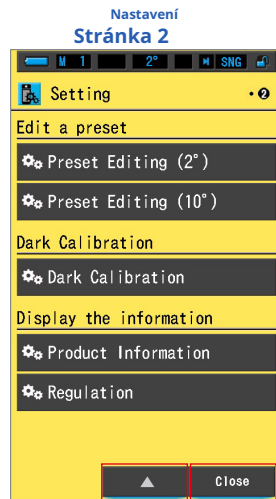 Nastavení
Stránka 2
M 1 2° SNG
Setting •❷
Edit a preset
Preset Editing (2°)
Preset Editing (10°)
Dark Calibration
Dark Calibration
Display the information
Product Information
Regulation
▲ Close